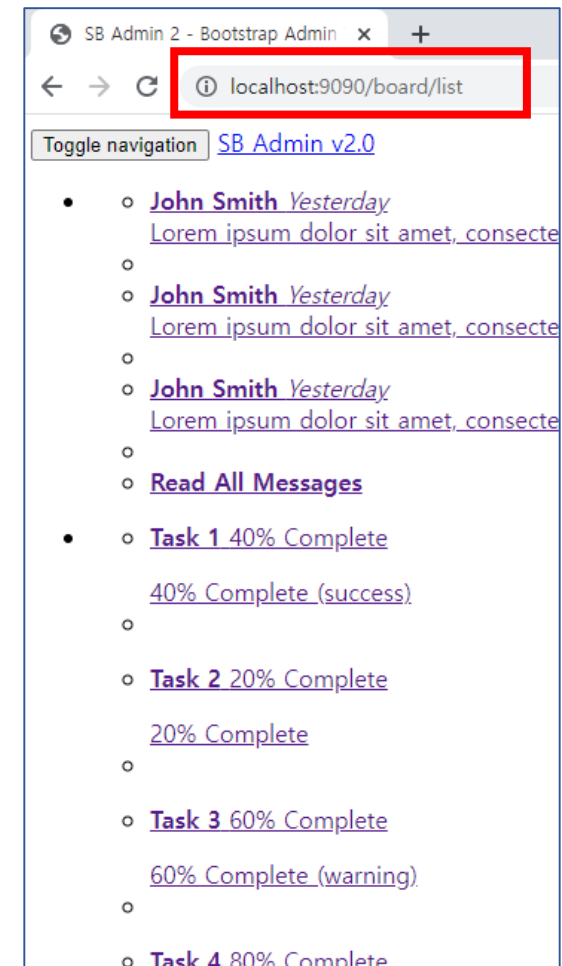 SB Admin 2 - Bootstrap Admin
localhost:9090/board/list
Toggle navigation SB Admin v2.0
John Smith Yesterday
Lorem ipsum dolor sit amet, consecte
John Smith Yesterday
Lorem ipsum dolor sit amet, consecte
John Smith Yesterday
Lorem ipsum dolor sit amet, consecte
Read All Messages
Task 1 40% Complete
40% Complete (success)
Task 2 20% Complete
20% Complete
Task 3 60% Complete
60% Complete (warning)
Task 4 80% Complete